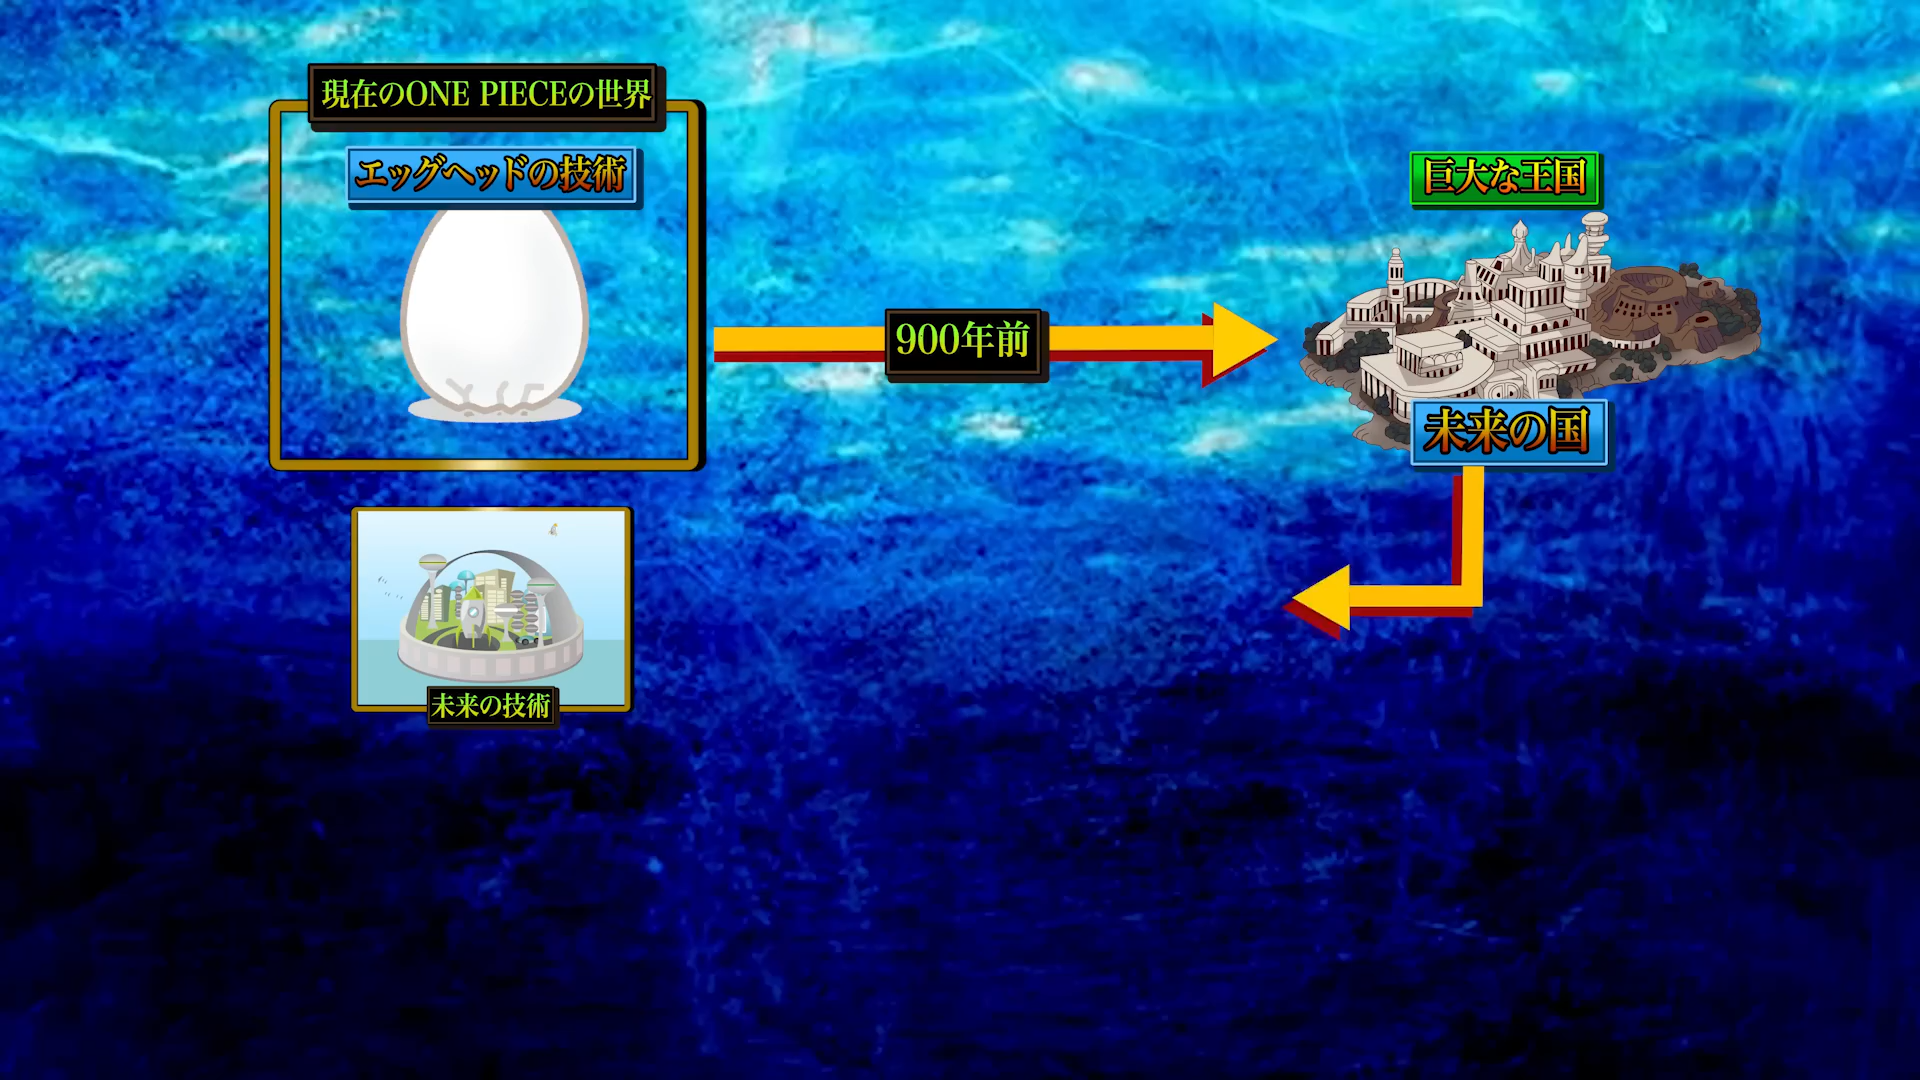 現在のONE PIECEの世界
エッグヘッドの技術
巨大な王国
900年前
未来の国
未来の技術